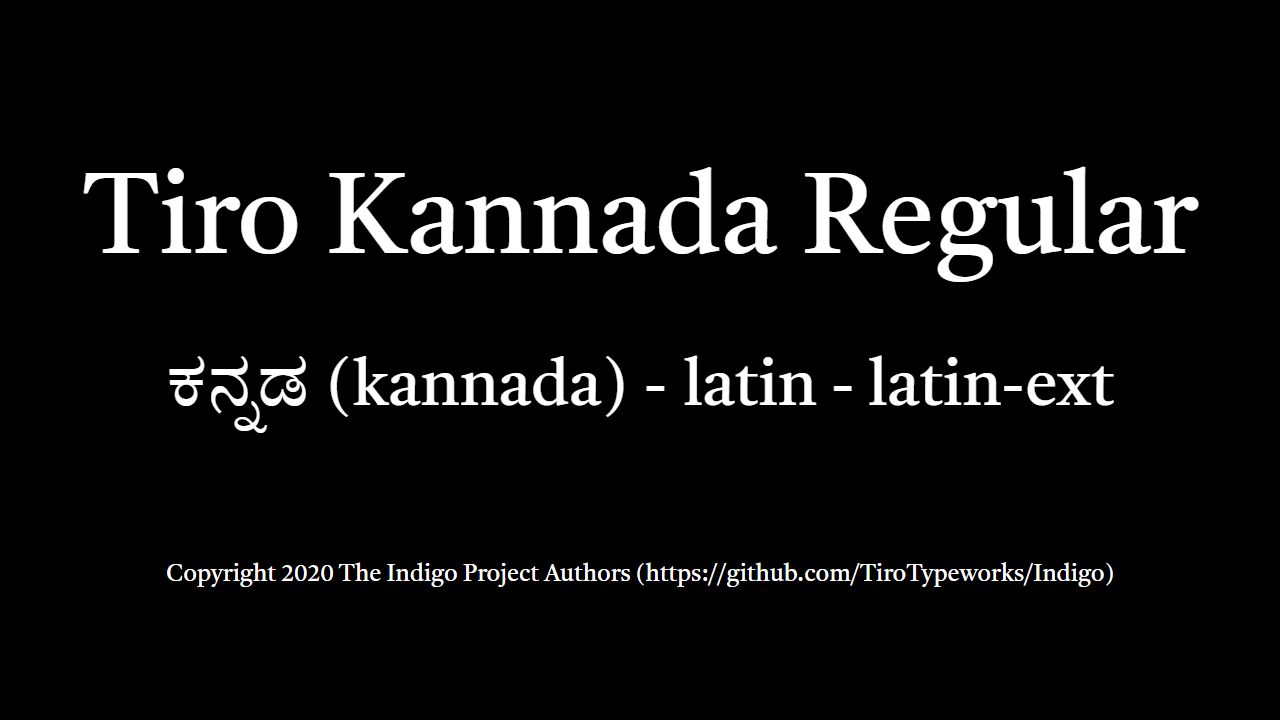 Tiro Kannada Regular
ಕನ್ನಡ (kannada) - latin - latin-ext
Copyright 2020 The Indigo Project Authors (https://github.com/TiroTypeworks/Indigo)